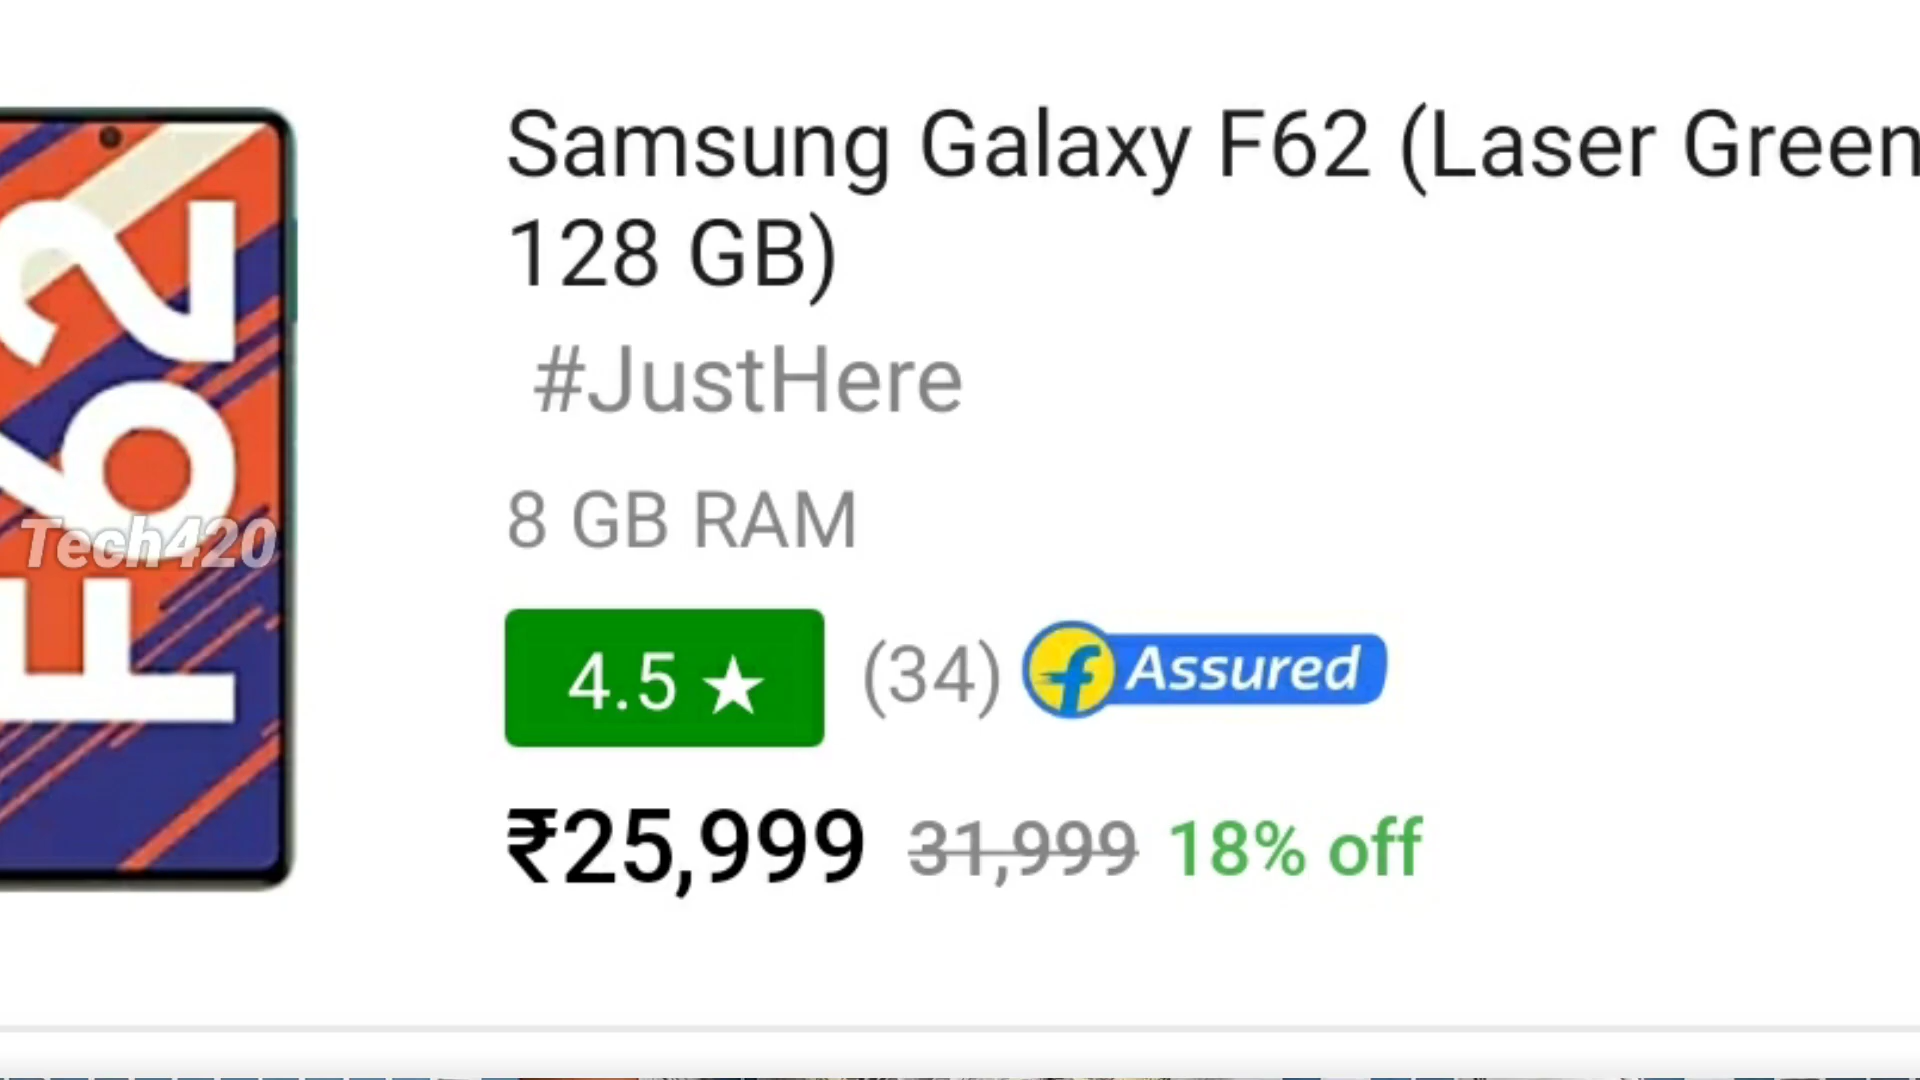 Samsung Galaxy F62 (Laser Green
128 GB)
#JustHere
8 GB RAM
4.5 ★ (34) f Assured
₹25,999 31,999 18% off
F62
Tech420